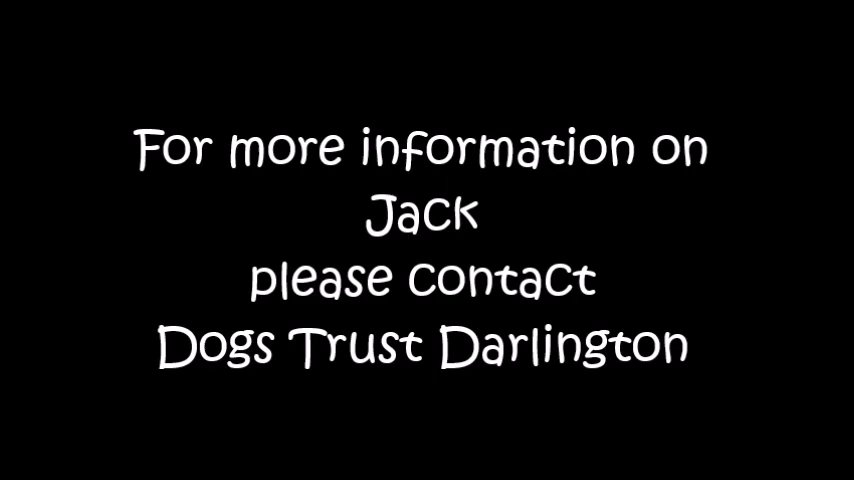 For more information on
Jack
please contact
Dogs Trust Darlington